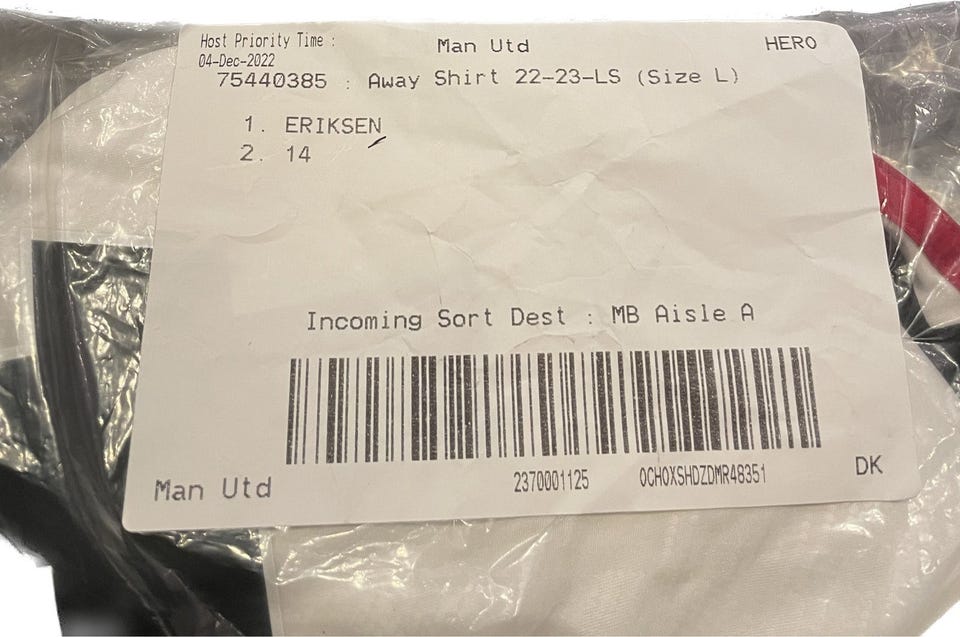 Host Priority Time :
Man Utd
HERO
04-Dec-2022
75440385 : Away Shirt 22-23-LS (Size L)
1. ERIKSEN
2. 14
Incoming Sort Dest : MB Aisle A
Man Utd
2370001125
0CH0XSHDZDMR48351
DK